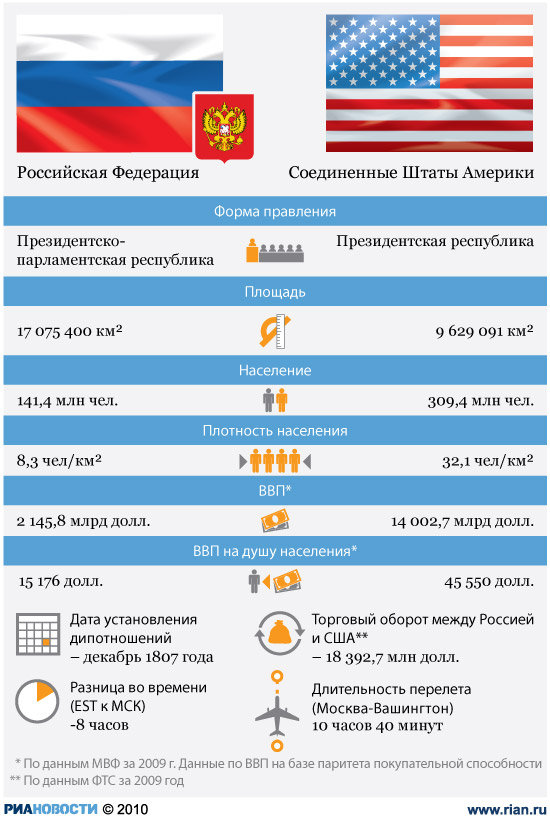 Российская Федерация
Соединенные Штаты Америки
Форма правления
Президентско-
парламентская республика
Президентская республика
Площадь
17 075 400 км²
9 629 091 км²
Население
141,4 млн чел.
309,4 млн чел.
Плотность населения
8,3 чел/км²
32,1 чел/км²
ВВП*
2 145,8 млрд долл.
14 002,7 млрд долл.
ВВП на душу населения*
15 176 долл.
45 550 долл.
Дата установления
дипотношений
– декабрь 1807 года
Торговый оборот между Россией
и США**
– 18 392,7 млн долл.
Разница во времени
(EST к МСК)
-8 часов
Длительность перелета
(Москва-Вашингтон)
10 часов 40 минут
* По данным МВФ за 2009 г. Данные по ВВП на базе паритета покупательной способности
** По данным ФТС за 2009 год
РИАНОВОСТИ © 2010
www.rian.ru